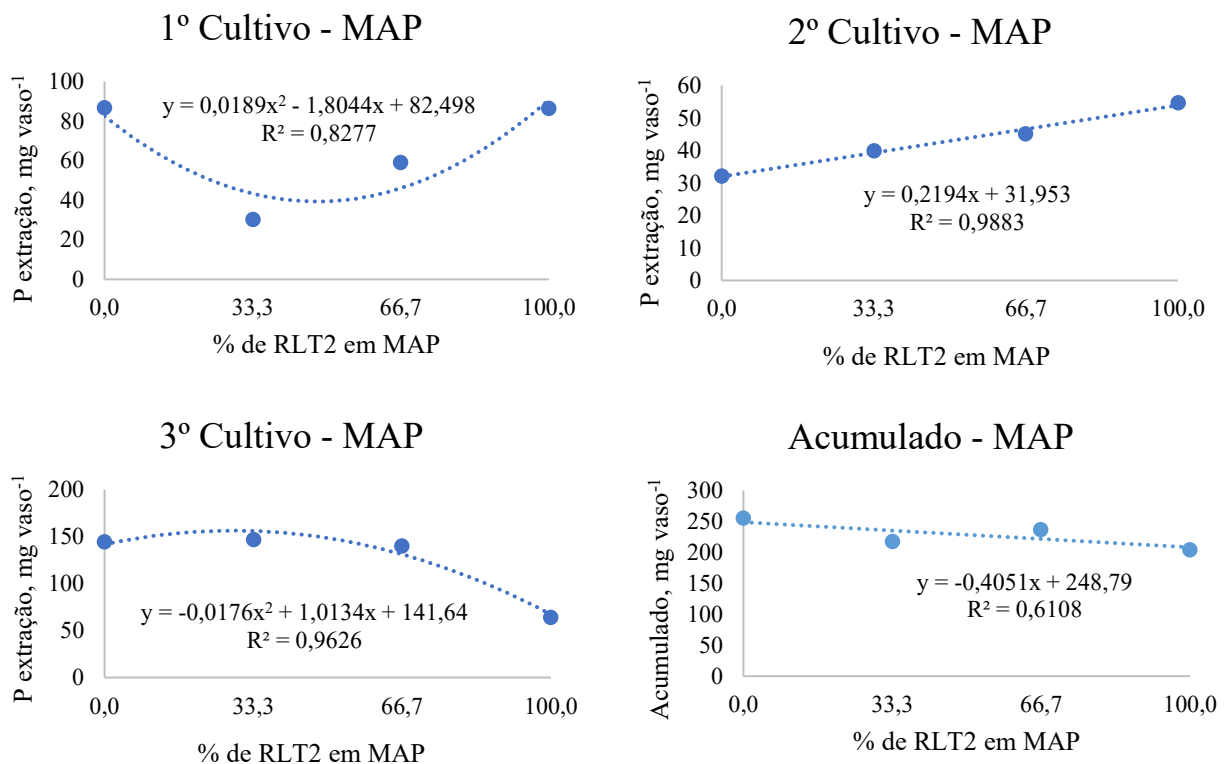 1º Cultivo - MAP
P extração, mg vaso-1
100
80
60
40
20
0
y = 0,0189x² - 1,8044x + 82,498
R² = 0,8277
0,0 33,3 66,7 100,0
% de RLT2 em MAP
2º Cultivo - MAP
P extração, mg vaso-1
60
50
40
30
20
10
0
y = 0,2194x + 31,953
R² = 0,9883
0,0 33,3 66,7 100,0
% de RLT2 em MAP
3º Cultivo - MAP
P extração, mg vaso-1
200
150
100
50
0
y = -0,0176x² + 1,0134x + 141,64
R² = 0,9626
0,0 33,3 66,7 100,0
% de RLT2 em MAP
Acumulado - MAP
Acumulado, mg vaso-1
300
250
200
150
100
50
0
y = -0,4051x + 248,79
R² = 0,6108
0,0 33,3 66,7 100,0
% de RLT2 em MAP